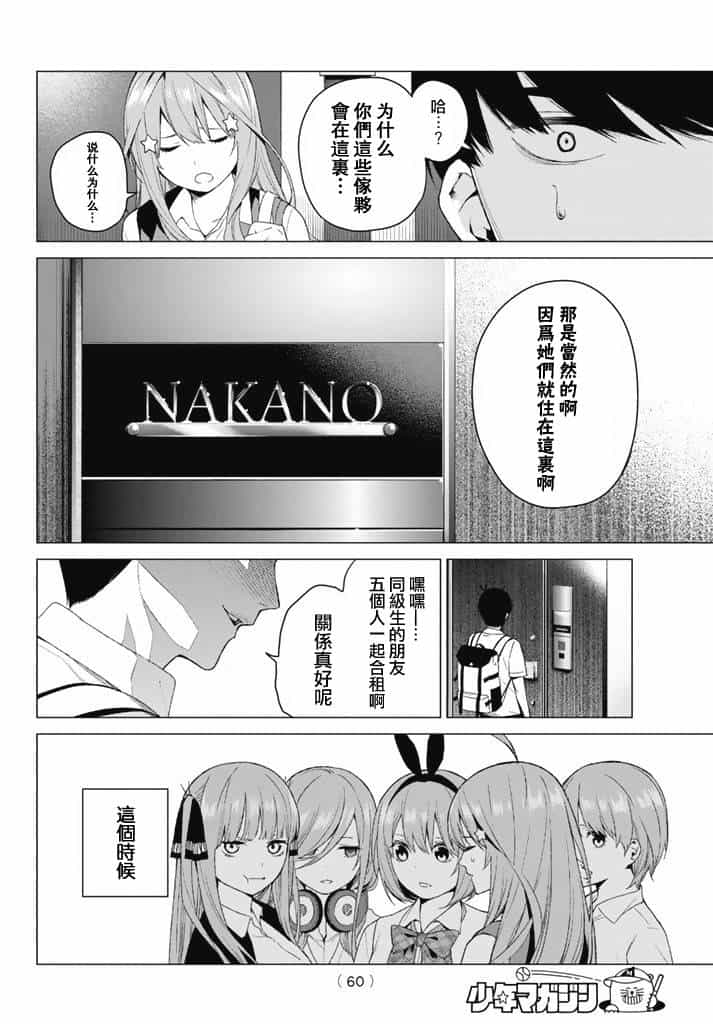 哈…?
为什么
你們這些傢夥
會在這裏…
说什么为什么…
那是當然的啊
因爲她們就住在這裏啊
NAKANO
嘿嘿—…
同級生的朋友
五個人一起合租啊
關係真好呢
這個時候
（60）
少年マガジン